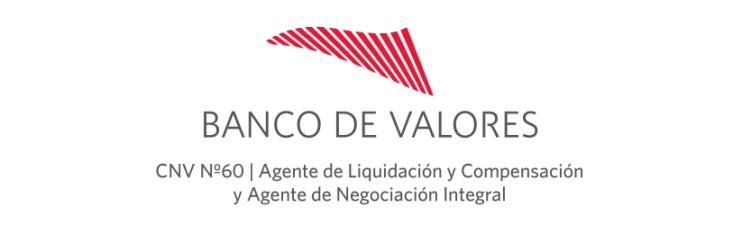 BANCO DE VALORES
CNV Nº60 | Agente de Liquidación y Compensación
y Agente de Negociación Integral